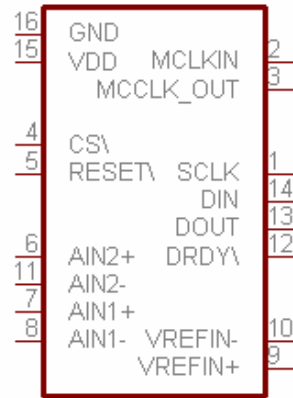 16 GND
15 VDD MCLKIN 2
MCCLK_OUT 3
4 CS\
5 RESET\ SCLK 1
DIN 14
DOUT 13
6 AIN2+ DRDY\ 12
11 AIN2-
7 AIN1+
8 AIN1- VREFIN- 10
VREFIN+ 9